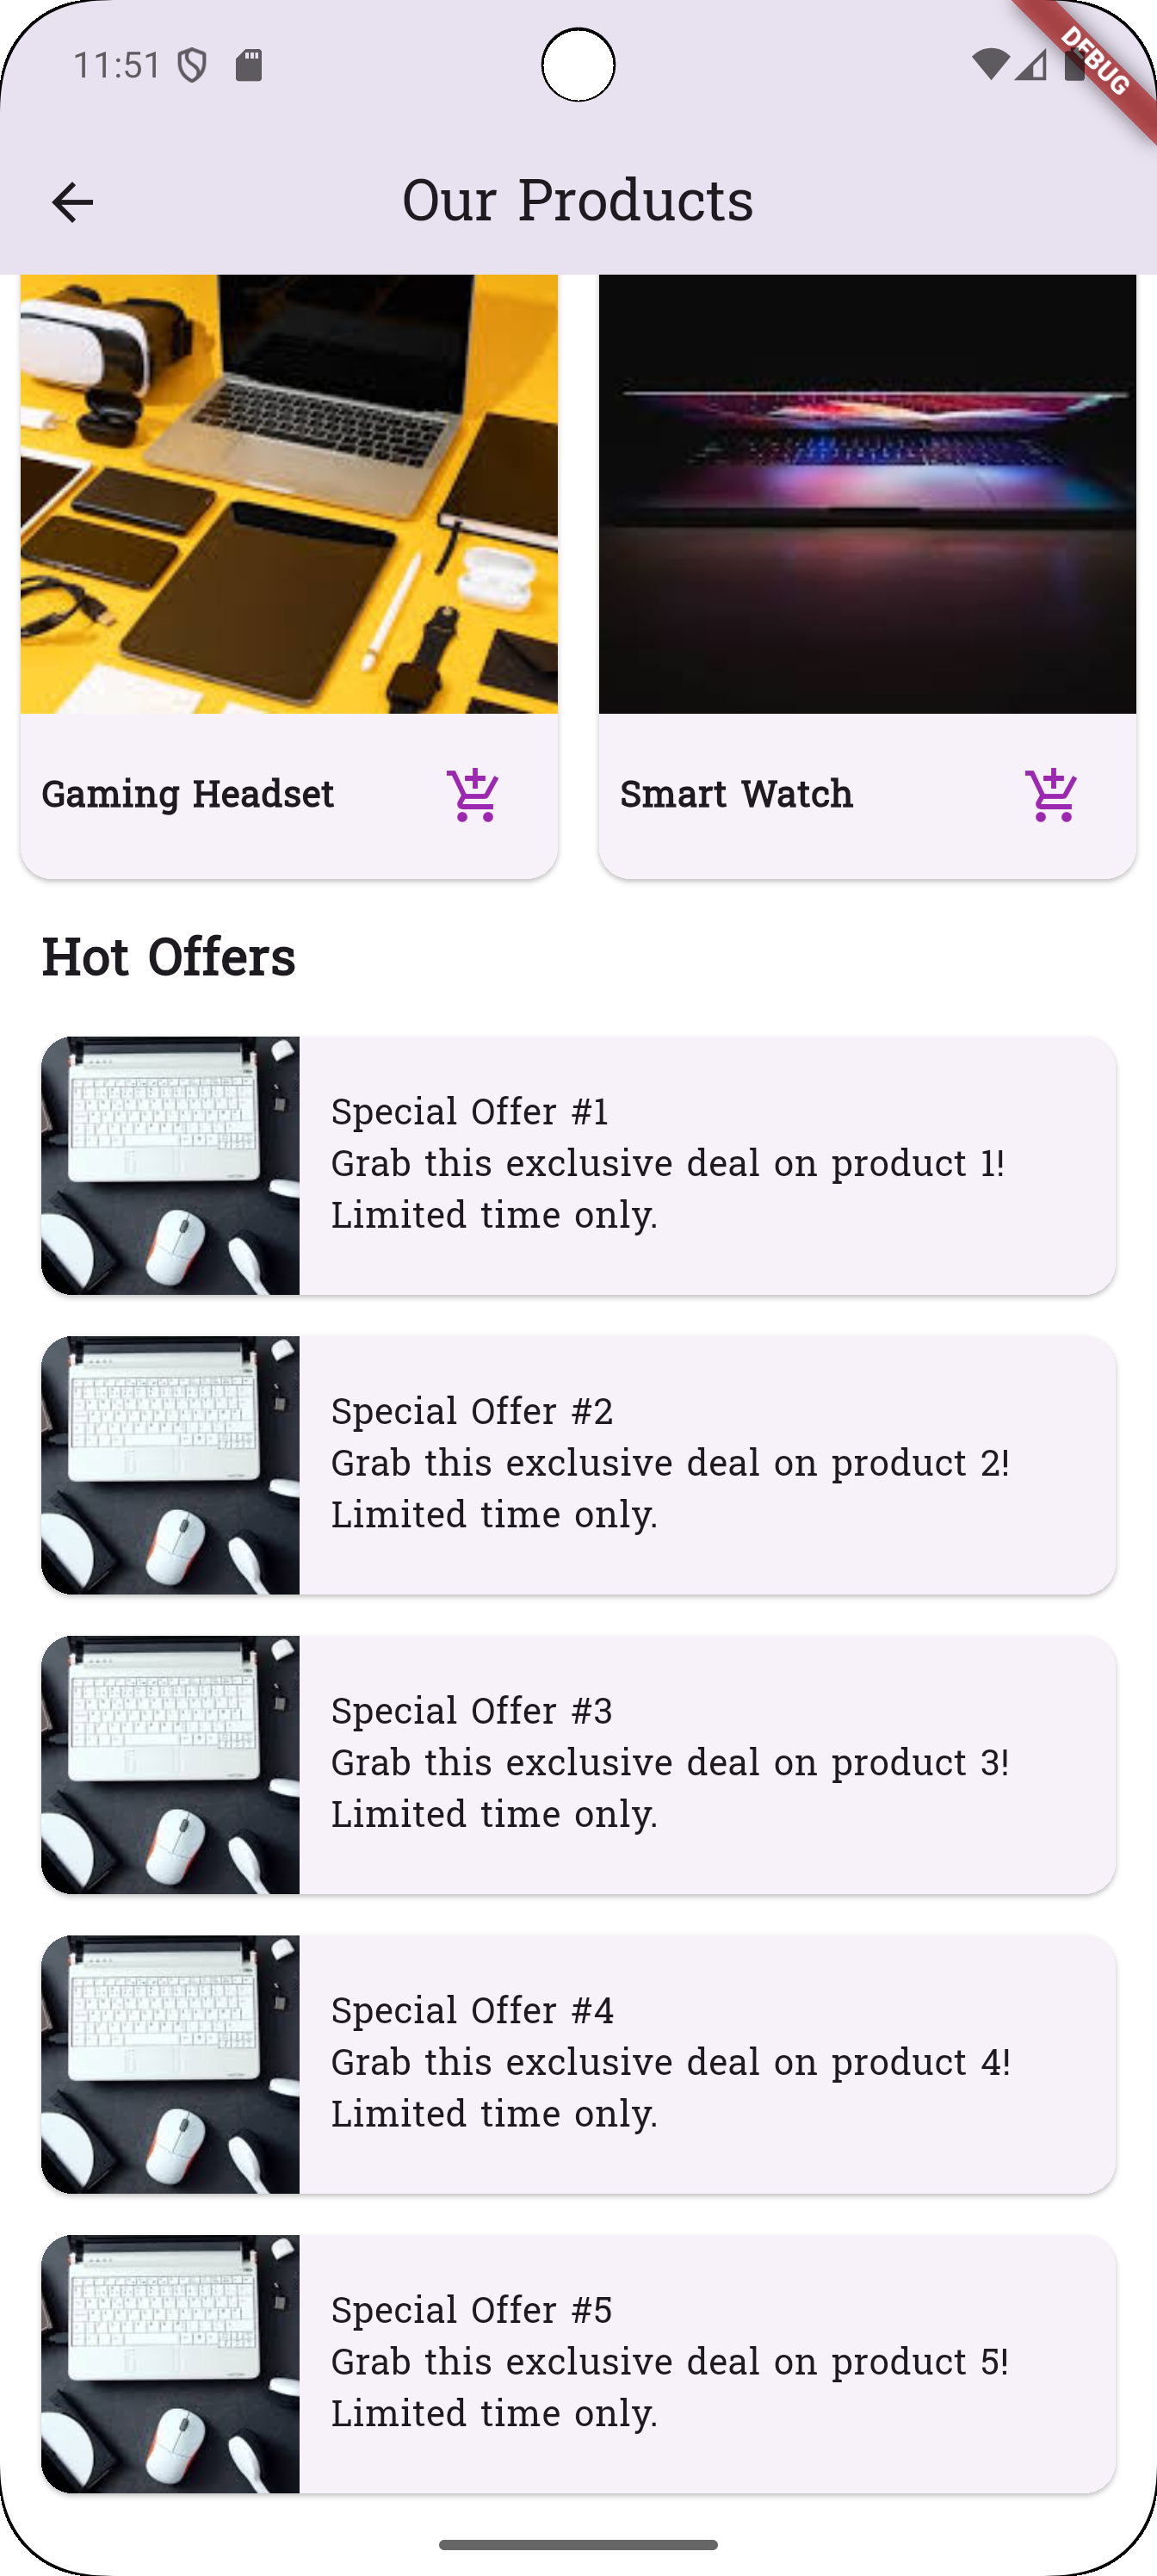 11:51
DEBUG
Our Products
Gaming Headset
Smart Watch
Hot Offers
Special Offer #1
Grab this exclusive deal on product 1!
Limited time only.
Special Offer #2
Grab this exclusive deal on product 2!
Limited time only.
Special Offer #3
Grab this exclusive deal on product 3!
Limited time only.
Special Offer #4
Grab this exclusive deal on product 4!
Limited time only.
Special Offer #5
Grab this exclusive deal on product 5!
Limited time only.